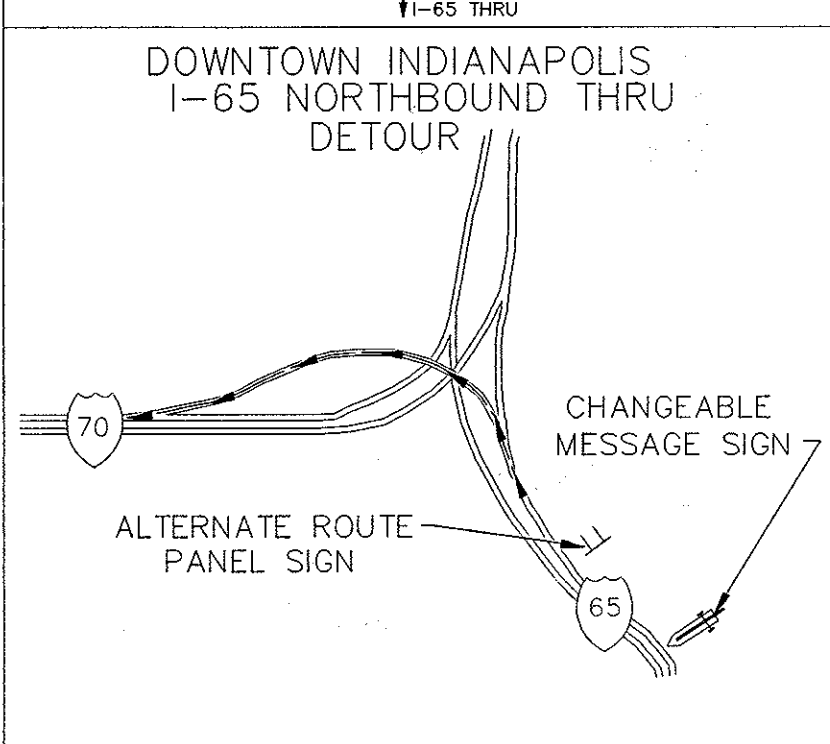 I-65 THRU
DOWNTOWN INDIANAPOLIS
I-65 NORTHBOUND THRU
DETOUR
70
CHANGEABLE
MESSAGE SIGN
ALTERNATE ROUTE
PANEL SIGN
65